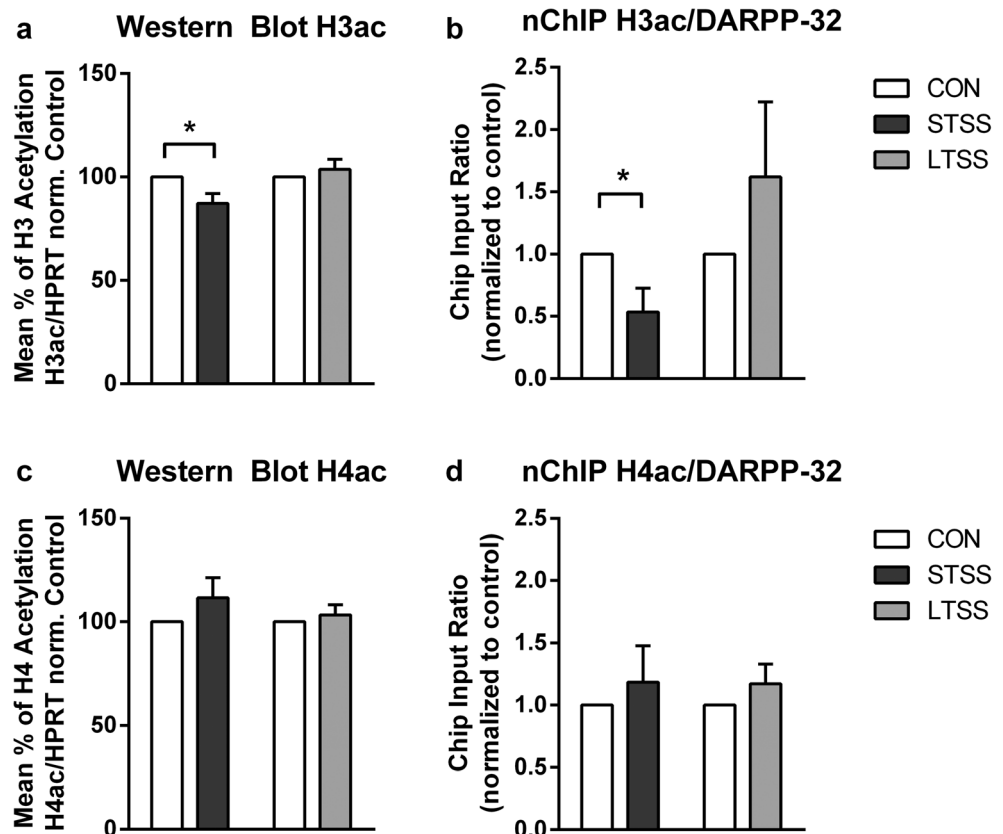 a
Western Blot H3ac
Mean % of H3 Acetylation
H3ac/HPRT norm. Control
150
100
50
0
*
b
nChIP H3ac/DARPP-32
Chip Input Ratio
(normalized to control)
2.5
2.0
1.5
1.0
0.5
0.0
*
CON
STSS
LTSS
c
Western Blot H4ac
Mean % of H4 Acetylation
H4ac/HPRT norm. Control
150
100
50
0
d
nChIP H4ac/DARPP-32
Chip Input Ratio
(normalized to control)
2.5
2.0
1.5
1.0
0.5
0.0
CON
STSS
LTSS